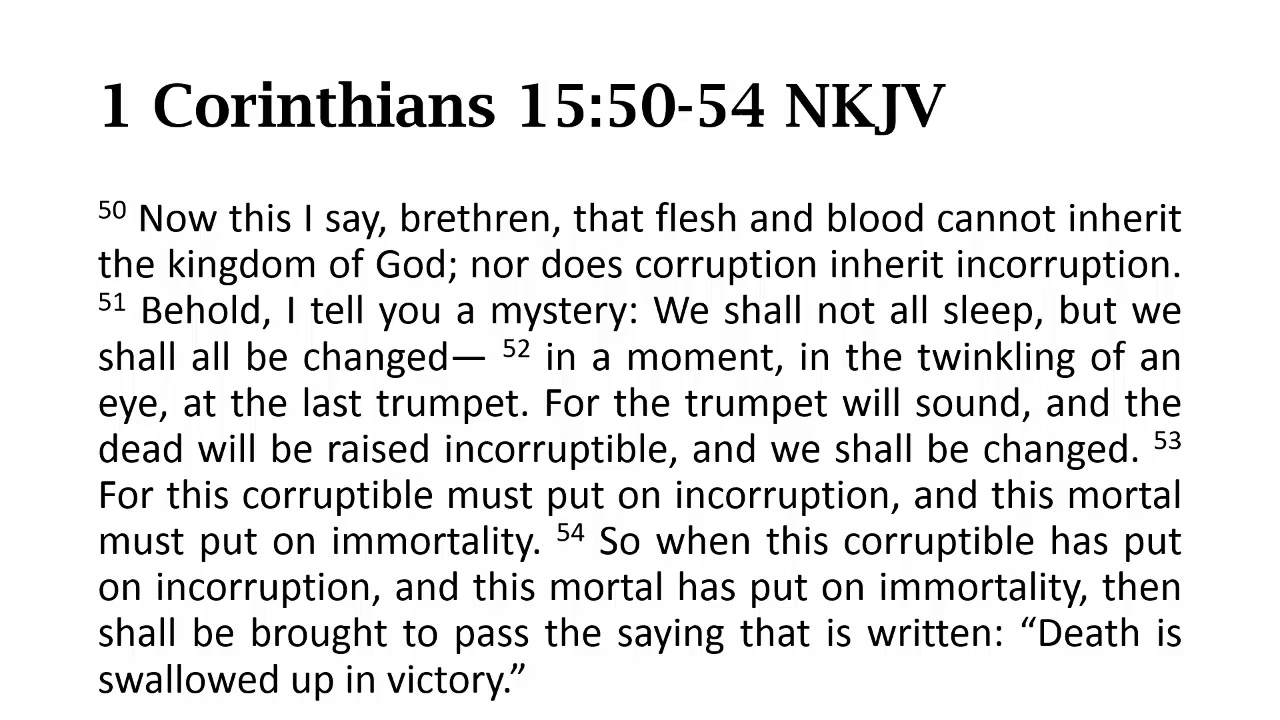 1 Corinthians 15:50-54 NKJV
50 Now this I say, brethren, that flesh and blood cannot inherit
the kingdom of God; nor does corruption inherit incorruption.
51 Behold, I tell you a mystery: We shall not all sleep, but we
shall all be changed— 52 in a moment, in the twinkling of an
eye, at the last trumpet. For the trumpet will sound, and the
dead will be raised incorruptible, and we shall be changed. 53
For this corruptible must put on incorruption, and this mortal
must put on immortality. 54 So when this corruptible has put
on incorruption, and this mortal has put on immortality, then
shall be brought to pass the saying that is written: “Death is
swallowed up in victory.”